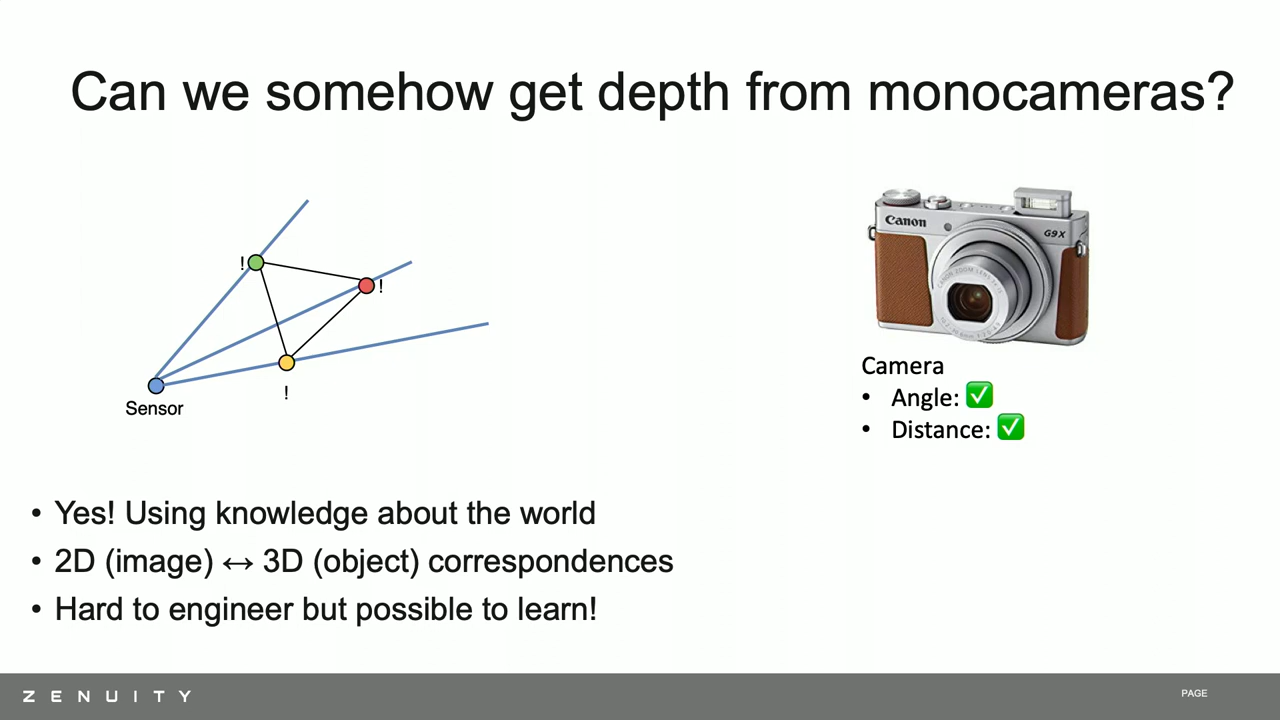 Can we somehow get depth from monocameras?
!
!
!
Sensor
Canon
G9X
Camera
• Angle: ✅
• Distance: ✅
• Yes! Using knowledge about the world
• 2D (image) ↔ 3D (object) correspondences
• Hard to engineer but possible to learn!
ZENUITY
PAGE